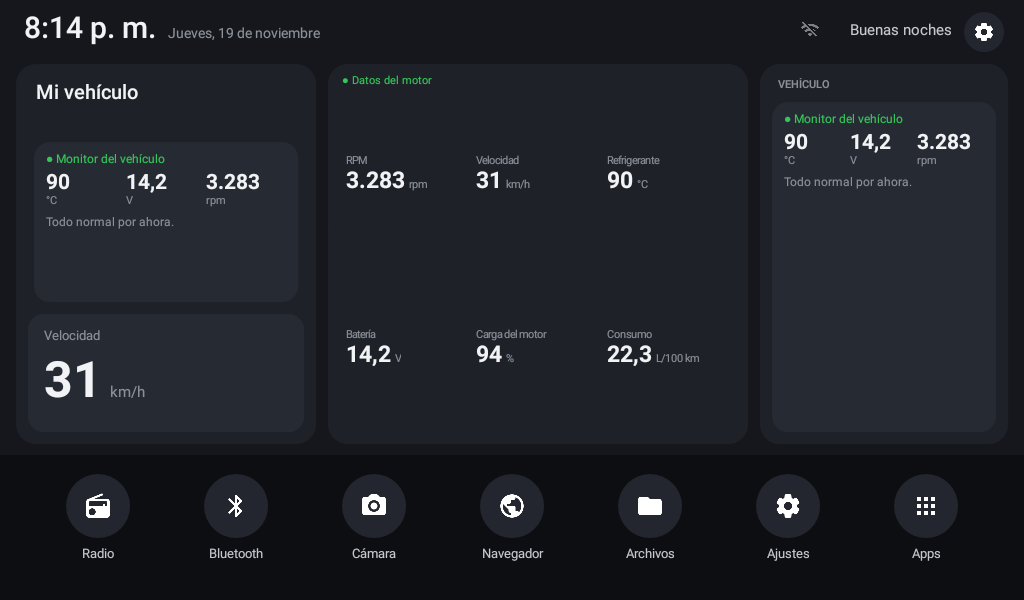 8:14 p. m.
Jueves, 19 de noviembre
Buenas noches
Mi vehículo
● Monitor del vehículo
90 14,2 3.283
°C V rpm
Todo normal por ahora.
Velocidad
31 km/h
● Datos del motor
RPM Velocidad Refrigerante
3.283 rpm 31 km/h 90 °C
Batería Carga del motor Consumo
14,2 V 94 % 22,3 L/100 km
VEHÍCULO
● Monitor del vehículo
90 14,2 3.283
°C V rpm
Todo normal por ahora.
Radio Bluetooth Cámara Navegador Archivos Ajustes Apps